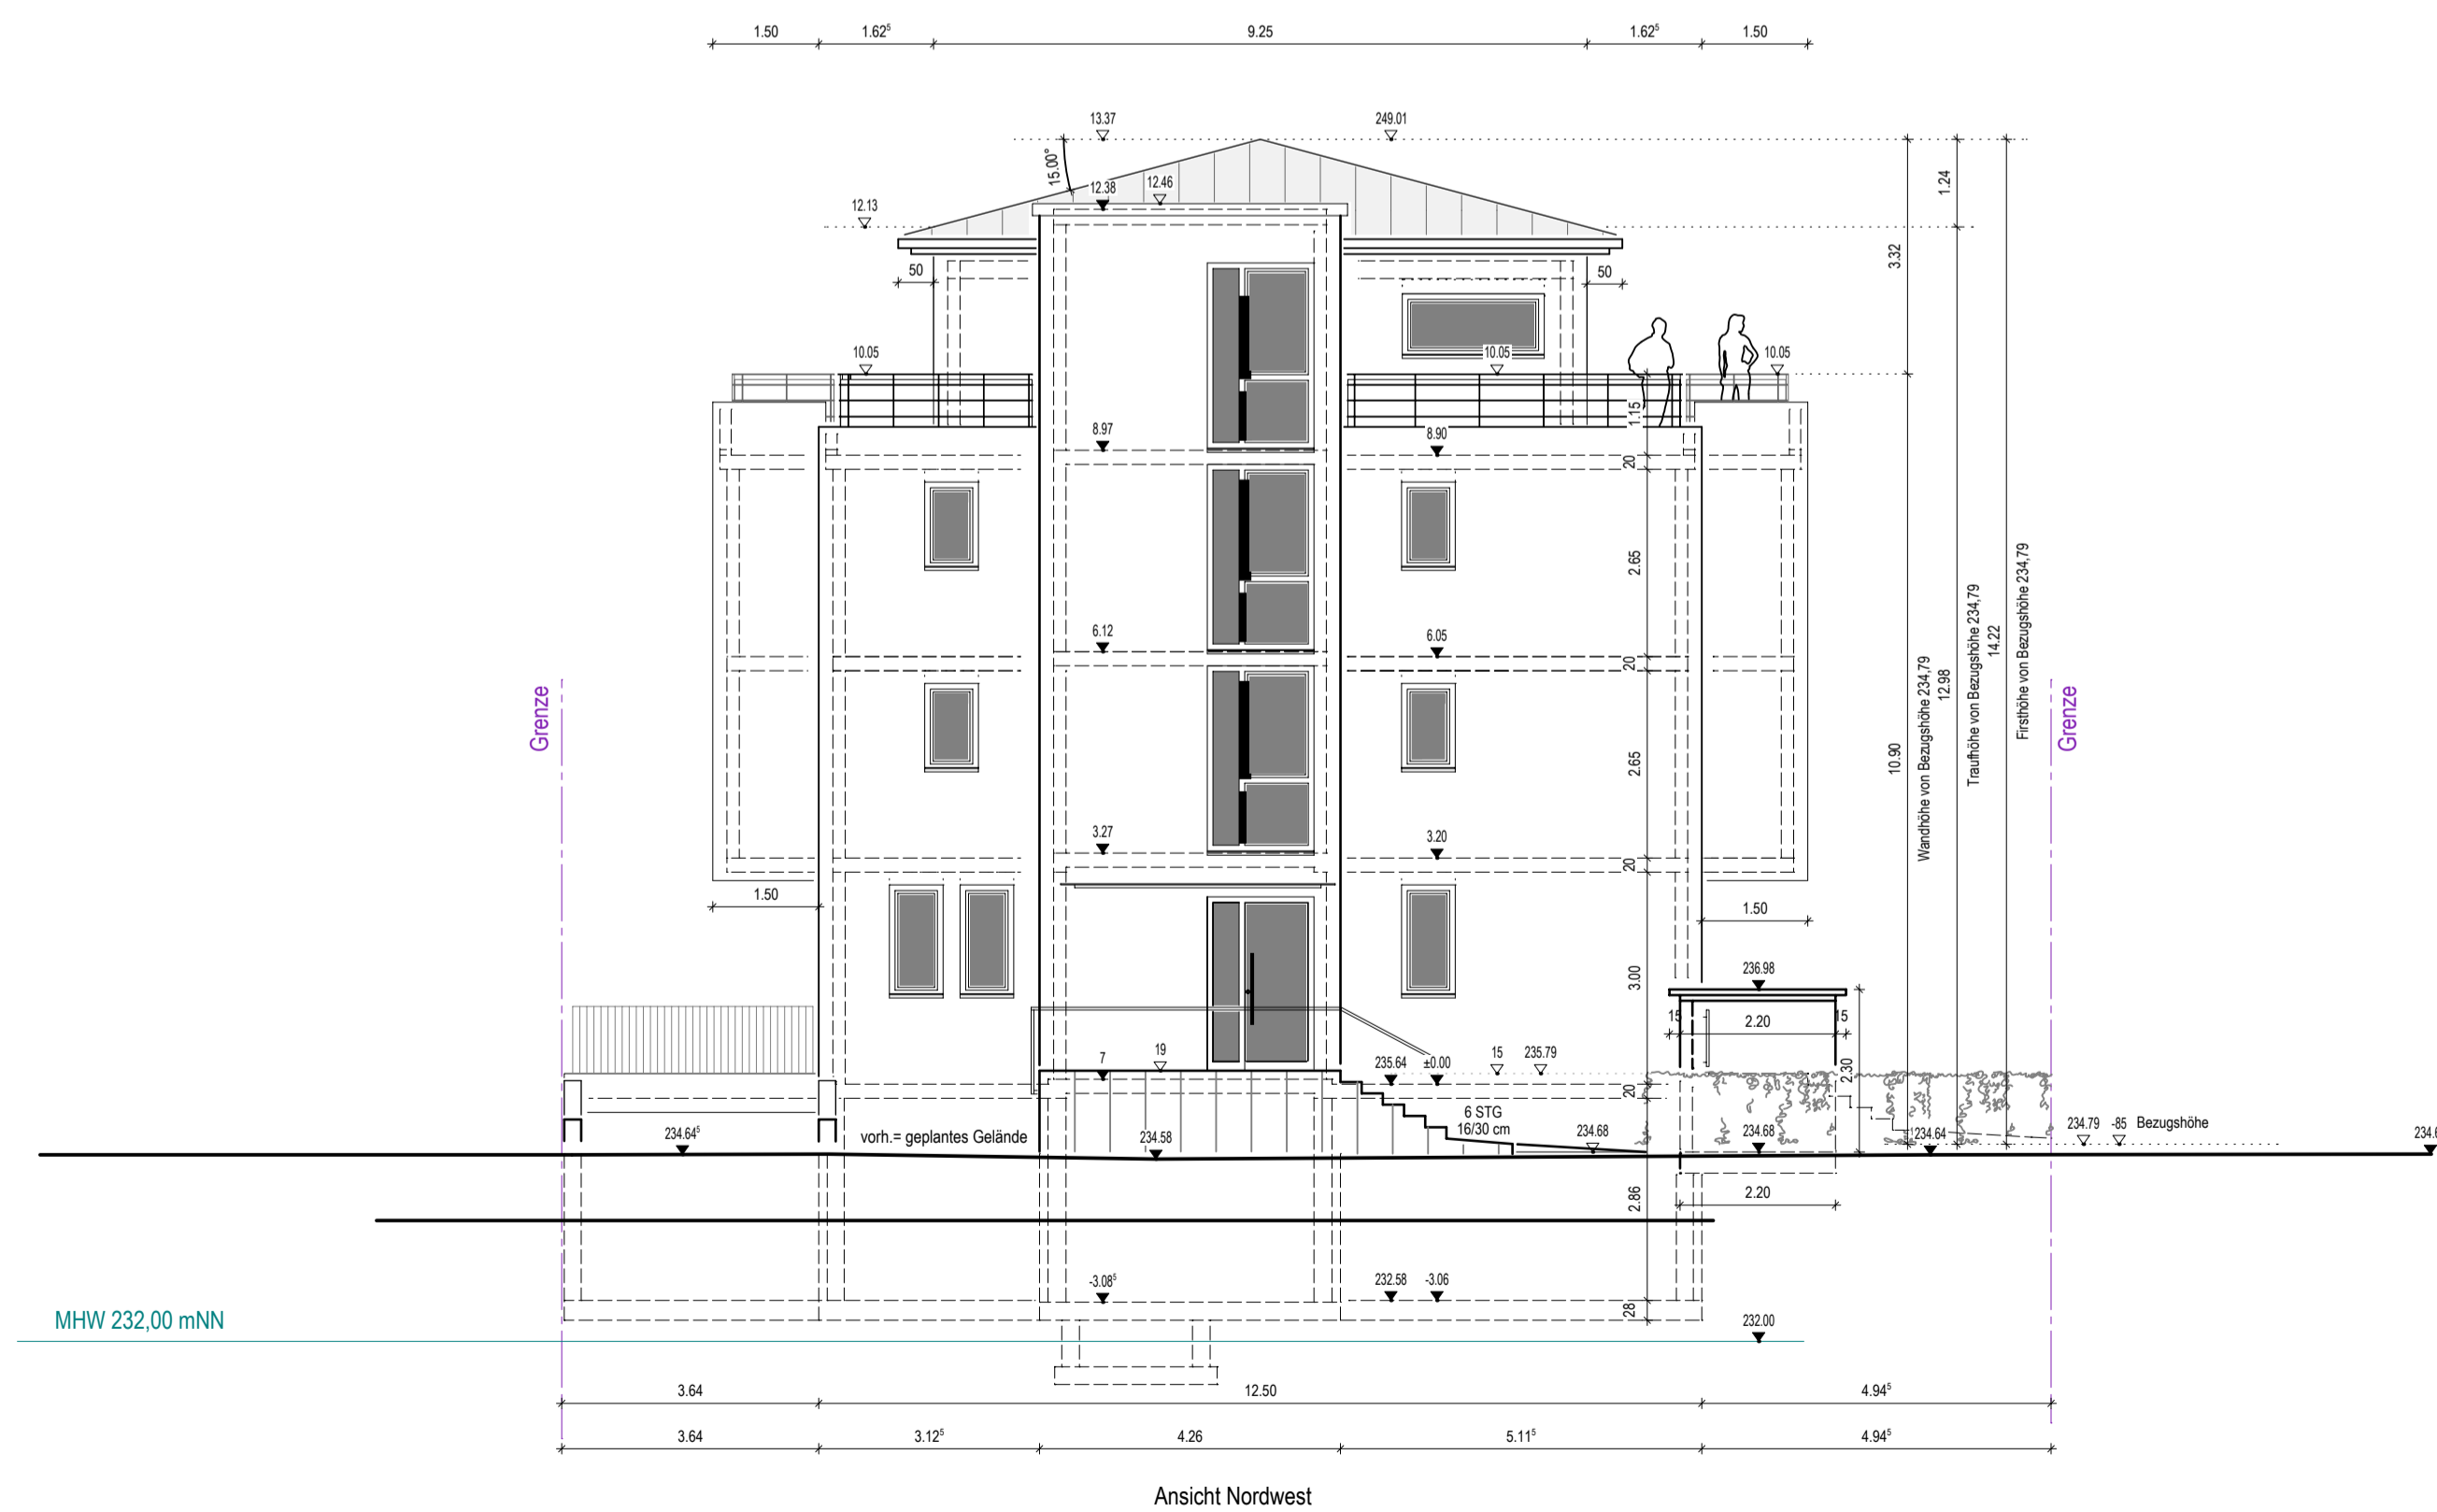 1.50 1.62⁵ 9.25 1.62⁵ 1.50
13.37 249.01
15.00°
12.38 12.46
1.24
12.13
3.32
50 50
10.05 10.05 10.05
1.15
8.97 8.90
20
2.65
6.12 6.05
20
Grenze Grenze
2.65
10.90
Wandhöhe von Bezugshöhe 234,79
12.98
Traufhöhe von Bezugshöhe 234,79
14.22
Firsthöhe von Bezugshöhe 234,79
3.27 3.20
20
1.50 1.50
3.00
236.98
15 2.20 15
7 19 235.64 ±0.00 15 235.79
2.30
20
6 STG
16/30 cm
234.64⁵ vorh.= geplantes Gelände 234.58 234.68 234.68 234.64 234.79 -85 Bezugshöhe
234.6
2.86
2.20
-3.08⁵ 232.58 -3.06
28
MHW 232,00 mNN 232.00
3.64 12.50 4.94⁵
3.64 3.12⁵ 4.26 5.11⁵ 4.94⁵
Ansicht Nordwest